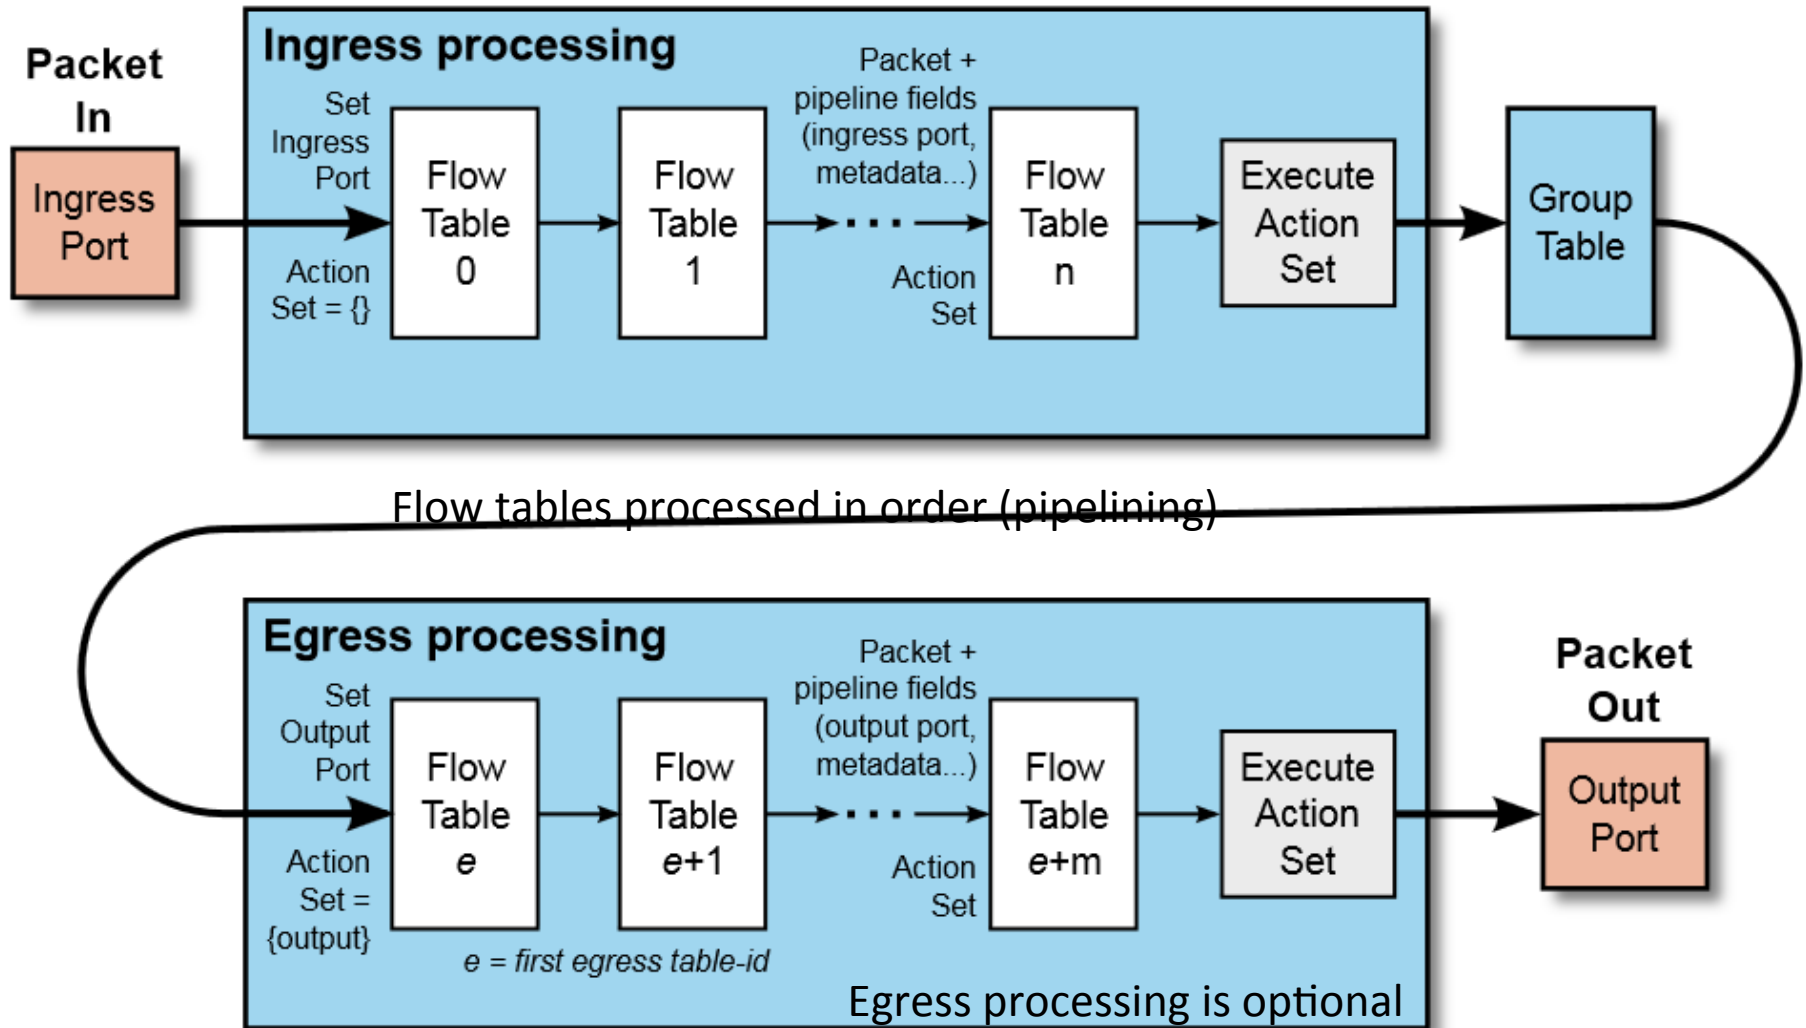 Packet
In
Ingress
Port
Ingress processing
Set
Ingress
Port
Action
Set = {}
Flow
Table
0
Flow
Table
1
Packet +
pipeline fields
(ingress port,
metadata...)
...
Action
Set
Flow
Table
n
Execute
Action
Set
Group
Table
Flow tables processed in order (pipelining)
Egress processing
Set
Output
Port
Action
Set =
{output}
Flow
Table
e
Flow
Table
e+1
e = first egress table-id
Packet +
pipeline fields
(output port,
metadata...)
...
Action
Set
Flow
Table
e+m
Execute
Action
Set
Egress processing is optional
Packet
Out
Output
Port